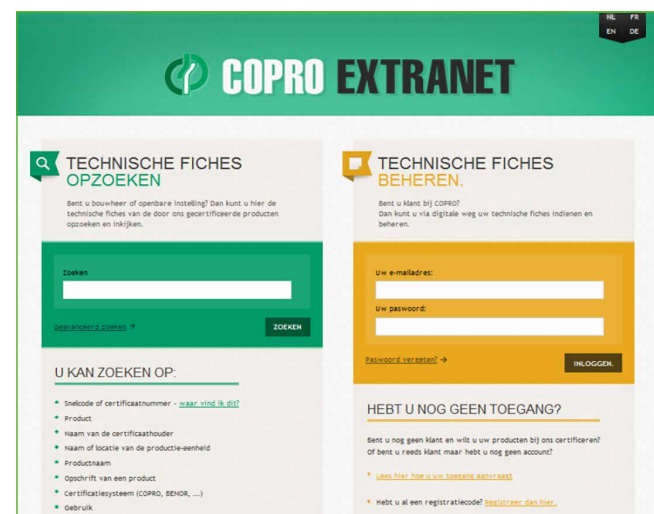 NL FR
EN DE
COPRO EXTRANET
TECHNISCHE FICHES
OPZOEKEN
Bent u bouwheer of openbare instelling? Dan kunt u hier de
technische fiches van de door ons gecertificeerde producten
opzoeken en inkijken.
Zoeken
Geavanceerd zoeken →
ZOEKEN
U KAN ZOEKEN OP:
Snelcode of certificaatnummer - waar vind ik dit?
Product
Naam van de certificaathouder
Naam of locatie van de productie-eenheid
Productnaam
Opschrift van een product
Certificatiesysteem (COPRO, BENOR, ...)
Gebruik
TECHNISCHE FICHES
BEHEREN.
Bent u klant bij COPRO?
Dan kunt u via digitale weg uw technische fiches indienen en
beheren.
Uw e-mailadres:
Uw paswoord:
Paswoord vergeten? →
INLOGGEN.
HEBT U NOG GEEN TOEGANG?
Bent u nog geen klant en wilt u uw producten bij ons certificeren?
Of bent u reeds klant maar hebt u nog geen account?
Lees hier hoe u uw toegang aanvraagt
Hebt u al een registratiecode? Registreer dan hier.